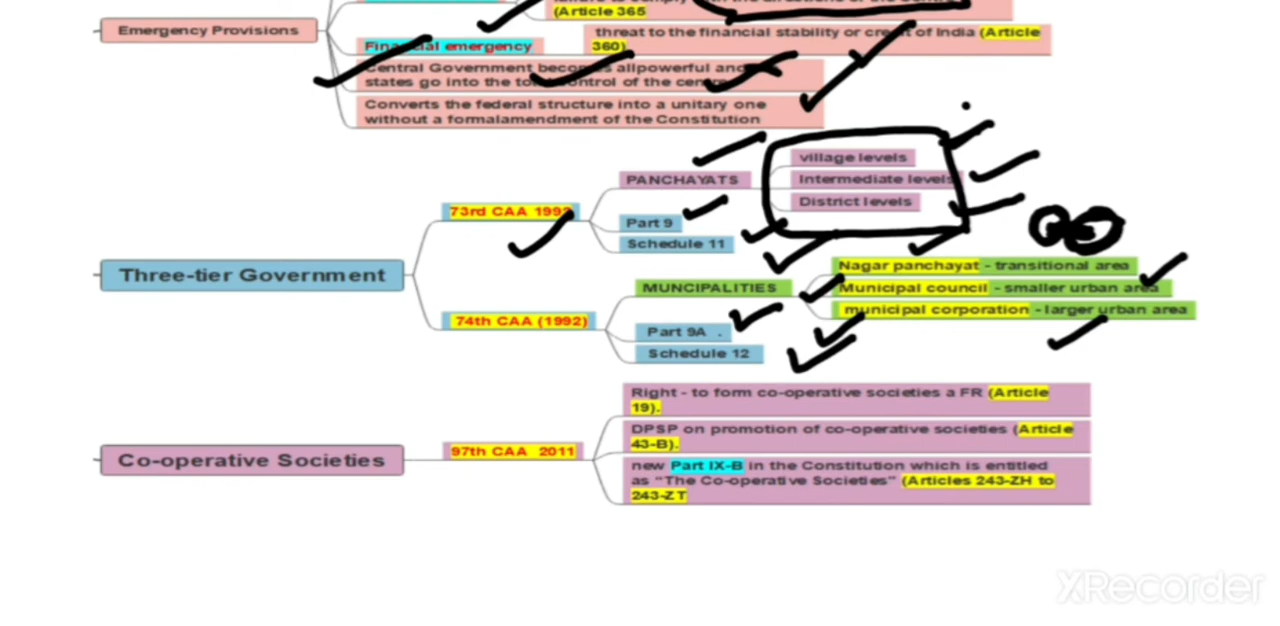 (Article 365
Emergency Provisions
Financial emergency
threat to the financial stability or credit of India (Article
360)
Central Government becomes allpowerful and
states go into the total control of the centre
Converts the federal structure into a unitary one
without a formalamendment of the Constitution
Three-tier Government
73rd CAA 1992
PANCHAYATS
village levels
Intermediate levels
District levels
Part 9
Schedule 11
74th CAA (1992)
MUNCIPALITIES
Nagar panchayat - transitional area
Municipal council - smaller urban area
municipal corporation - larger urban area
Part 9A .
Schedule 12
Co-operative Societies
97th CAA 2011
Right - to form co-operative societies a FR (Article
19).
DPSP on promotion of co-operative societies (Article
43-B).
new Part IX-B in the Constitution which is entitled
as "The Co-operative Societies" (Articles 243-ZH to
243-ZT
XRecorder